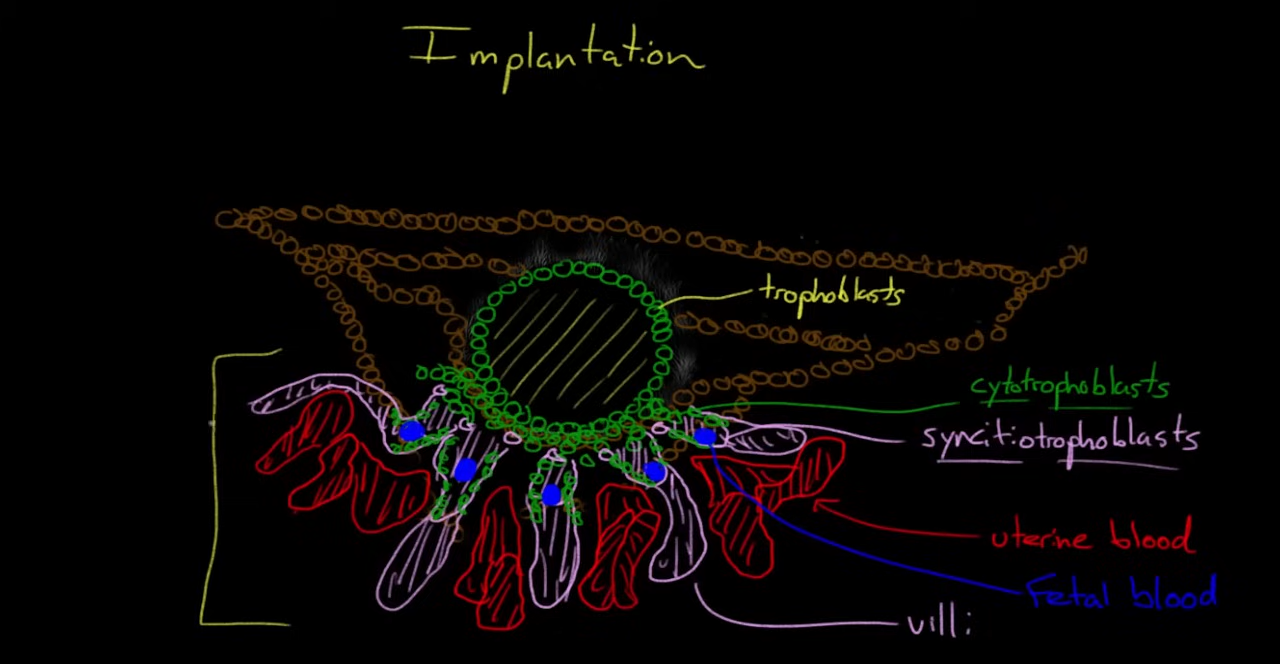 Implantation
trophoblasts
cytotrophoblasts
syncitiotrophoblasts
uterine blood
Fetal blood
villi